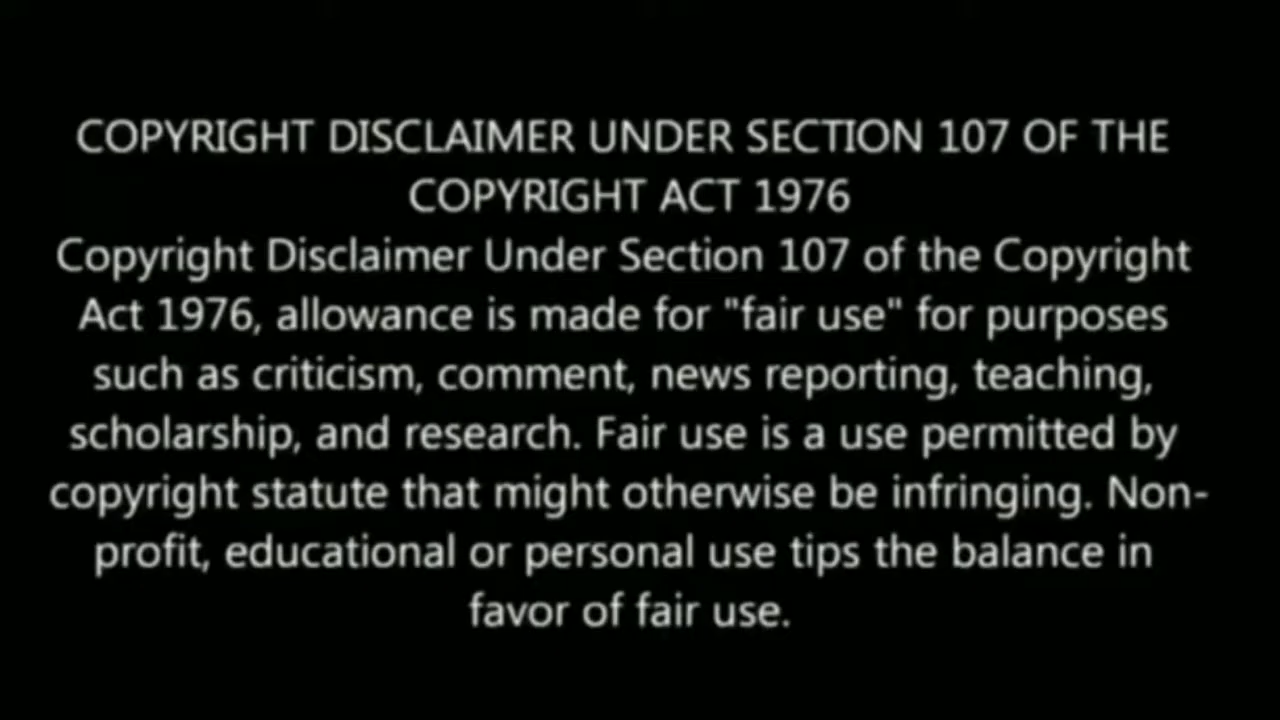 COPYRIGHT DISCLAIMER UNDER SECTION 107 OF THE
COPYRIGHT ACT 1976
Copyright Disclaimer Under Section 107 of the Copyright
Act 1976, allowance is made for "fair use" for purposes
such as criticism, comment, news reporting, teaching,
scholarship, and research. Fair use is a use permitted by
copyright statute that might otherwise be infringing. Non-
profit, educational or personal use tips the balance in
favor of fair use.